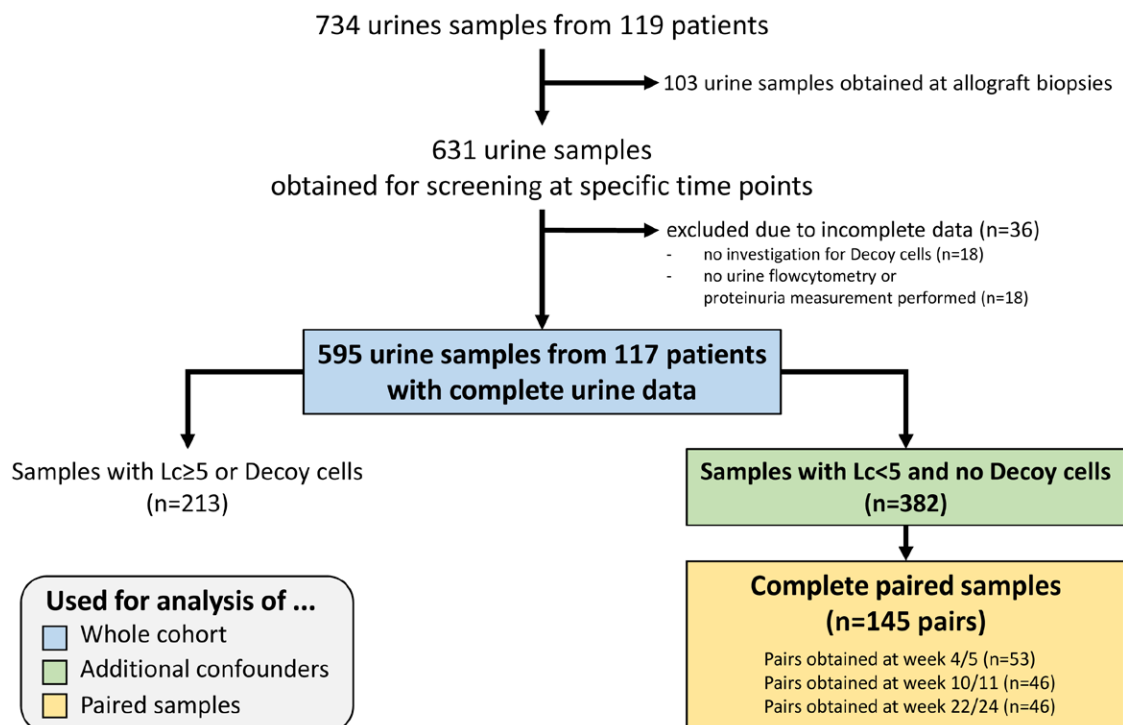 734 urines samples from 119 patients
103 urine samples obtained at allograft biopsies
631 urine samples
obtained for screening at specific time points
excluded due to incomplete data (n=36)
- no investigation for Decoy cells (n=18)
- no urine flowcytometry or
proteinuria measurement performed (n=18)
595 urine samples from 117 patients
with complete urine data
Samples with Lc≥5 or Decoy cells
(n=213)
Samples with Lc<5 and no Decoy cells
(n=382)
Complete paired samples
(n=145 pairs)
Pairs obtained at week 4/5 (n=53)
Pairs obtained at week 10/11 (n=46)
Pairs obtained at week 22/24 (n=46)
Used for analysis of ...
Whole cohort
Additional confounders
Paired samples